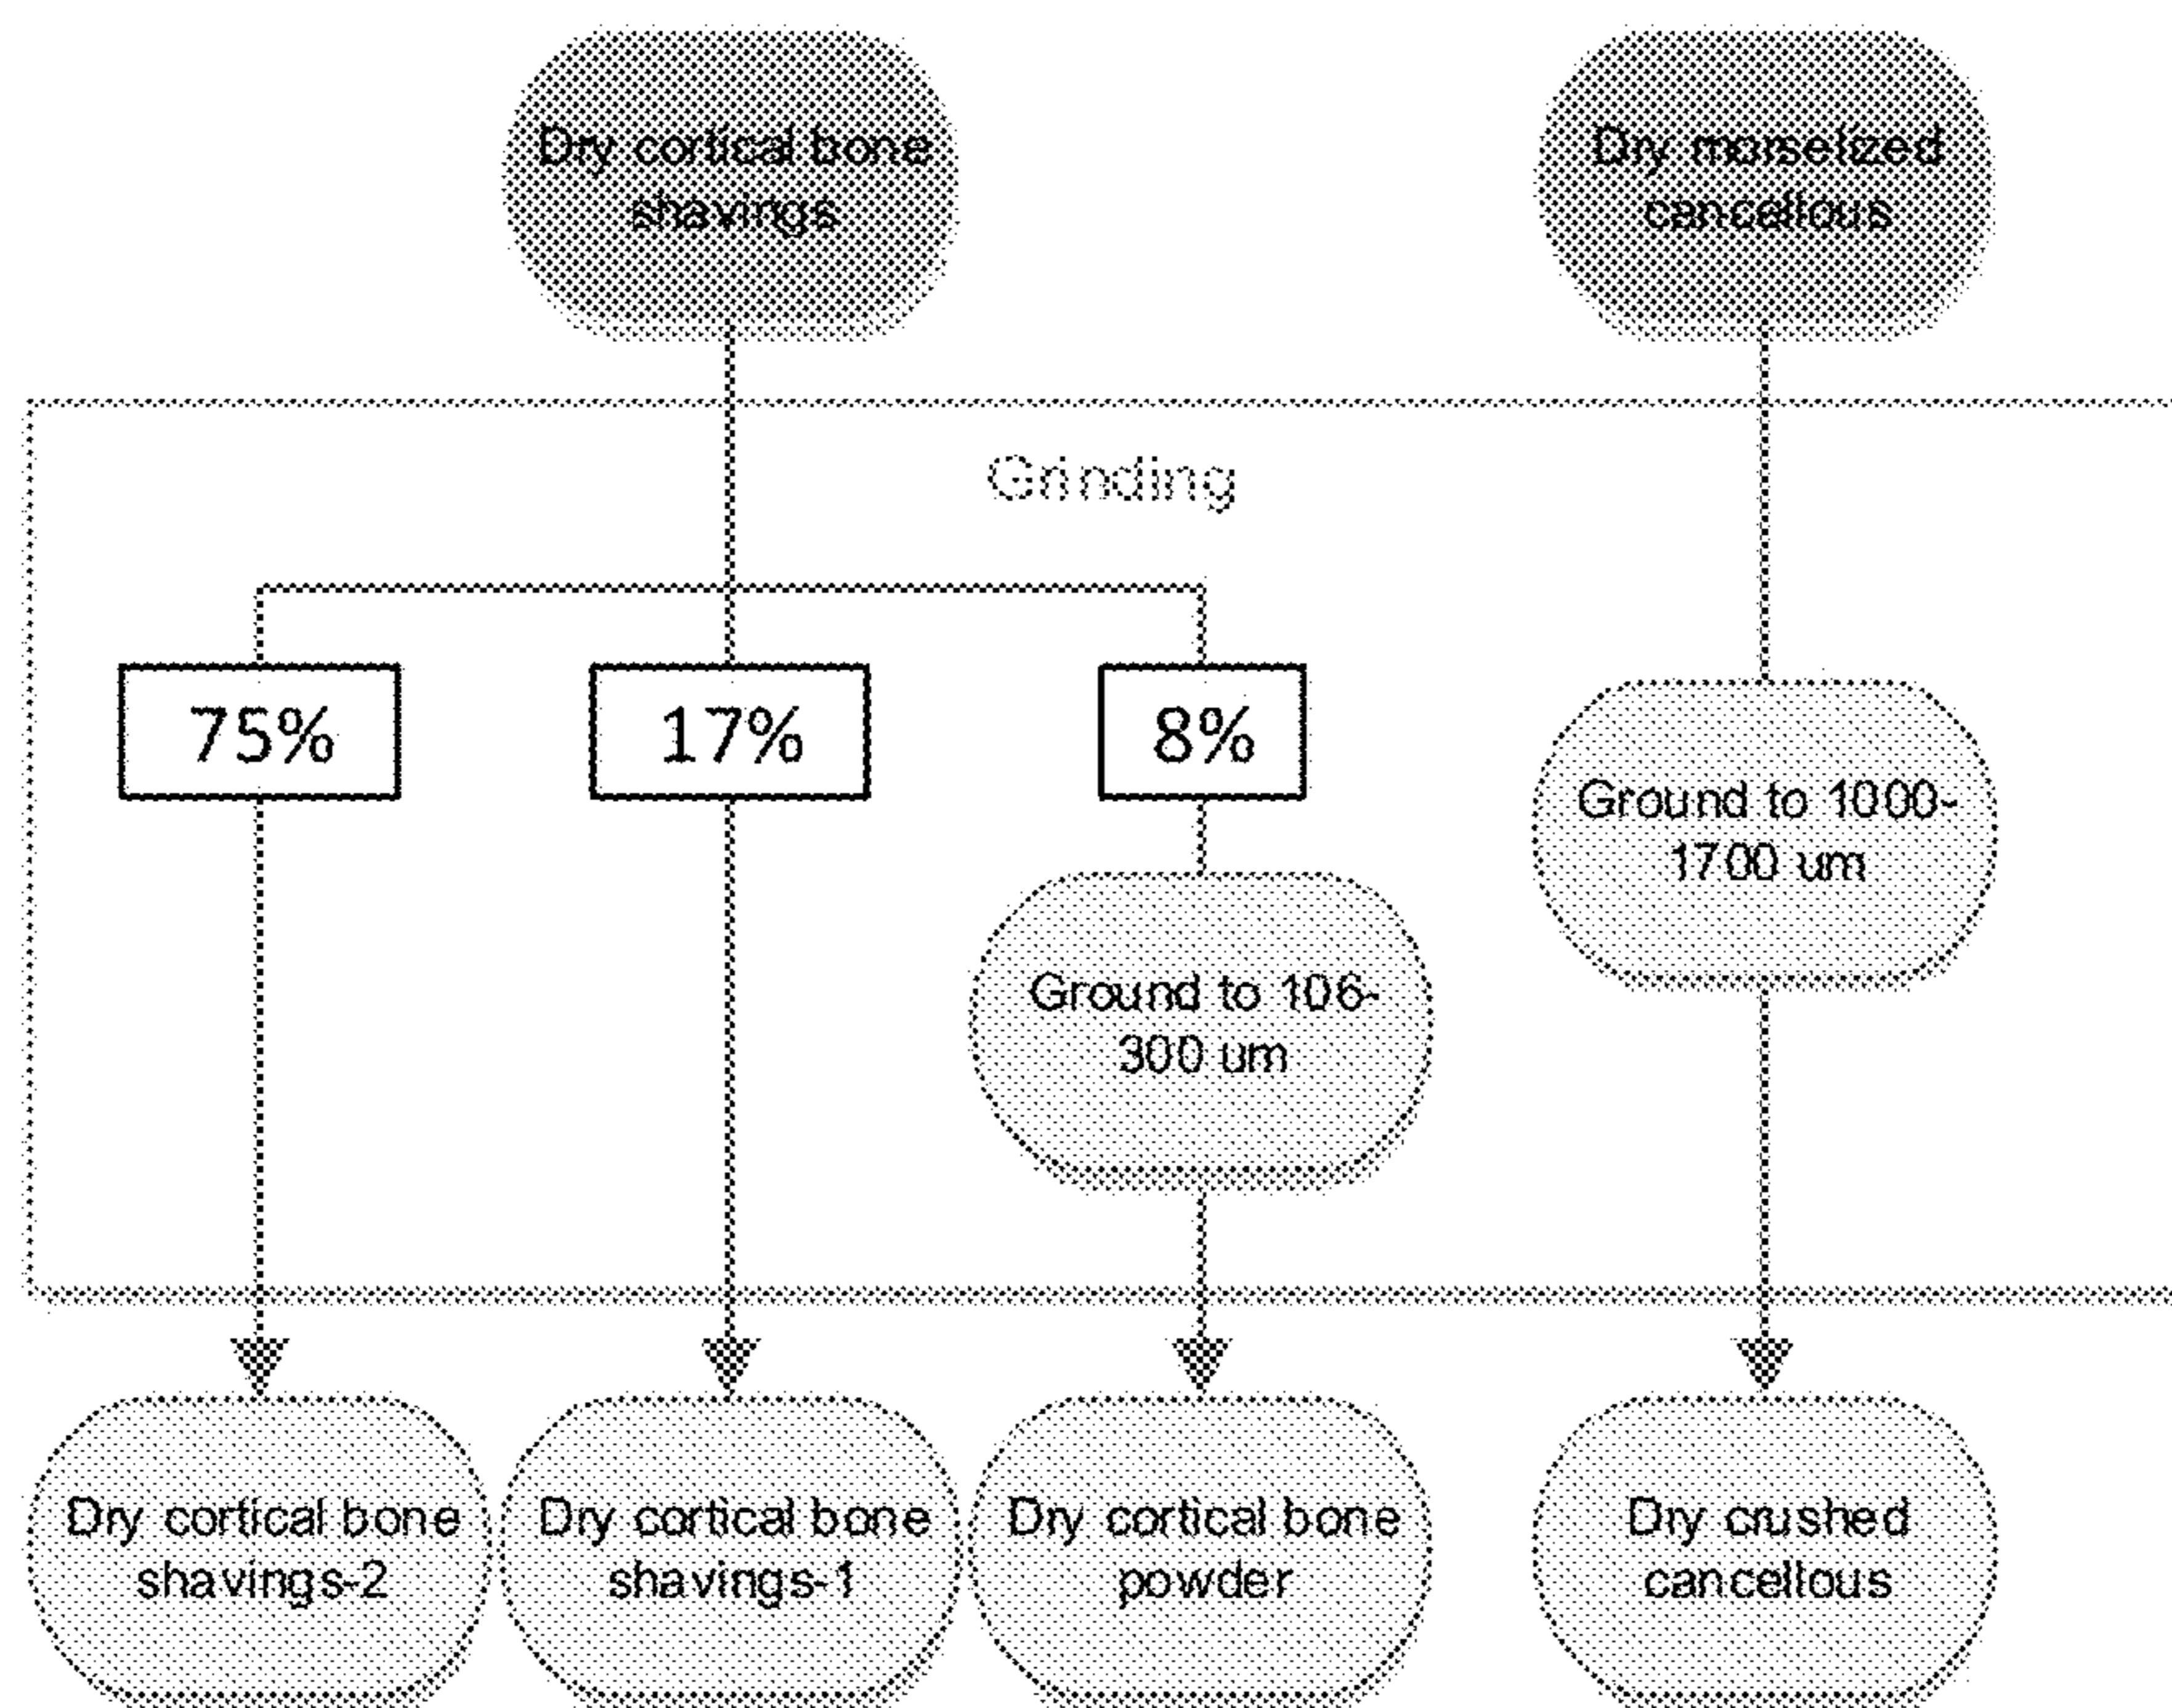 Dry cortical bone
shavings
Dry morselized
cancellous
Grinding
75%
17%
8%
Ground to 1000-
1700 um
Ground to 106-
300 um
Dry cortical bone
shavings-2
Dry cortical bone
shavings-1
Dry cortical bone
powder
Dry crushed
cancellous